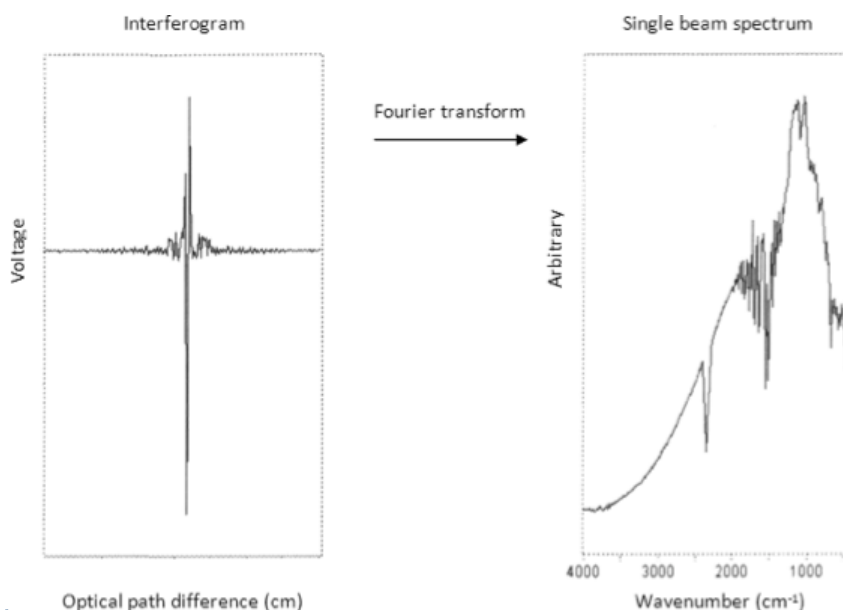 Interferogram
Single beam spectrum
Fourier transform
Voltage
Arbitrary
4000 3000 2000 1000
Optical path difference (cm)
Wavenumber (cm⁻¹)